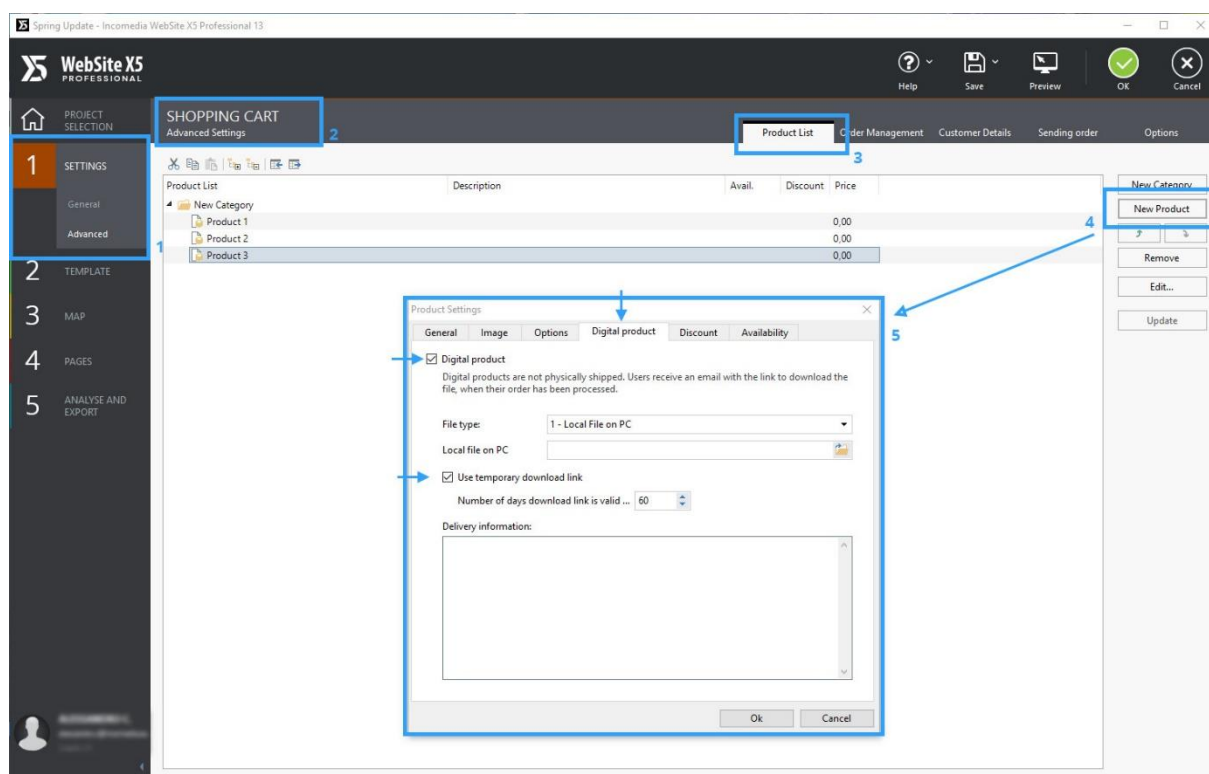 Spring Update - Incomedia WebSite X5 Professional 13
WebSite X5
PROFESSIONAL
Help
Save
Preview
OK
Cancel
PROJECT
SELECTION
SHOPPING CART
Advanced Settings
2
Product List
Order Management
Customer Details
Sending order
Options
3
1
SETTINGS
General
Advanced
1
2
TEMPLATE
3
MAP
4
PAGES
5
ANALYSE AND
EXPORT
Product List Description Avail. Discount Price
New Category
Product 1 0,00
Product 2 0,00
Product 3 0,00
New Category
New Product
4
Remove
Edit...
Update
Product Settings
5
General Image Options Digital product Discount Availability
Digital product
Digital products are not physically shipped. Users receive an email with the link to download the
file, when their order has been processed.
File type: 1 - Local File on PC
Local file on PC
Use temporary download link
Number of days download link is valid ... 60
Delivery information:
Ok Cancel